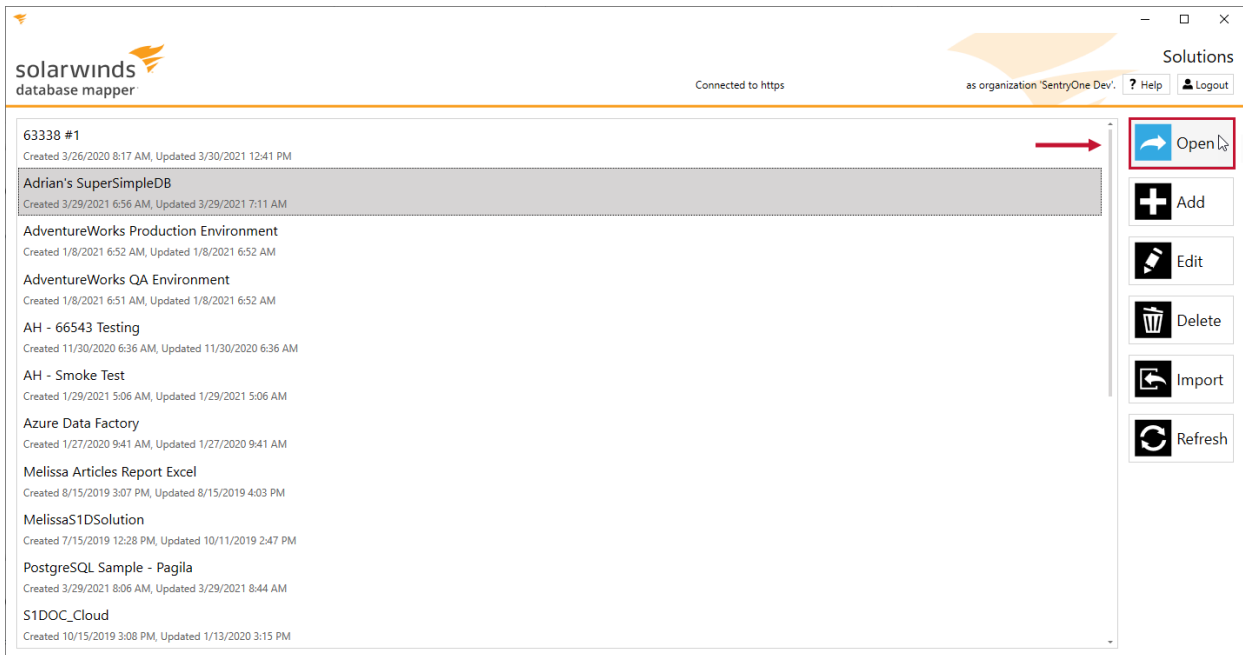 solarwinds
database mapper
Solutions
Connected to https
as organization 'SentryOne Dev'.
? Help
Logout
63338 #1
Created 3/26/2020 8:17 AM, Updated 3/30/2021 12:41 PM
Adrian's SuperSimpleDB
Created 3/29/2021 6:56 AM, Updated 3/29/2021 7:11 AM
AdventureWorks Production Environment
Created 1/8/2021 6:52 AM, Updated 1/8/2021 6:52 AM
AdventureWorks QA Environment
Created 1/8/2021 6:51 AM, Updated 1/8/2021 6:52 AM
AH - 66543 Testing
Created 11/30/2020 6:36 AM, Updated 11/30/2020 6:36 AM
AH - Smoke Test
Created 1/29/2021 5:06 AM, Updated 1/29/2021 5:06 AM
Azure Data Factory
Created 1/27/2020 9:41 AM, Updated 1/27/2020 9:41 AM
Melissa Articles Report Excel
Created 8/15/2019 3:07 PM, Updated 8/15/2019 4:03 PM
MelissaS1DSolution
Created 7/15/2019 12:28 PM, Updated 10/11/2019 2:47 PM
PostgreSQL Sample - Pagila
Created 3/29/2021 8:06 AM, Updated 3/29/2021 8:44 AM
S1DOC_Cloud
Created 10/15/2019 3:08 PM, Updated 1/13/2020 3:15 PM
Open
Add
Edit
Delete
Import
Refresh